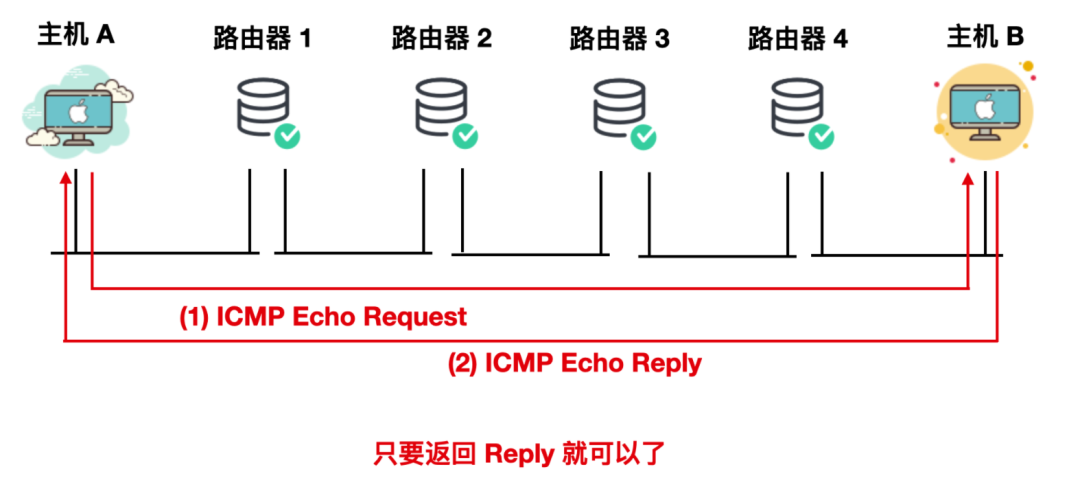 主机 A
路由器 1
路由器 2
路由器 3
路由器 4
主机 B
(1) ICMP Echo Request
(2) ICMP Echo Reply
只要返回 Reply 就可以了